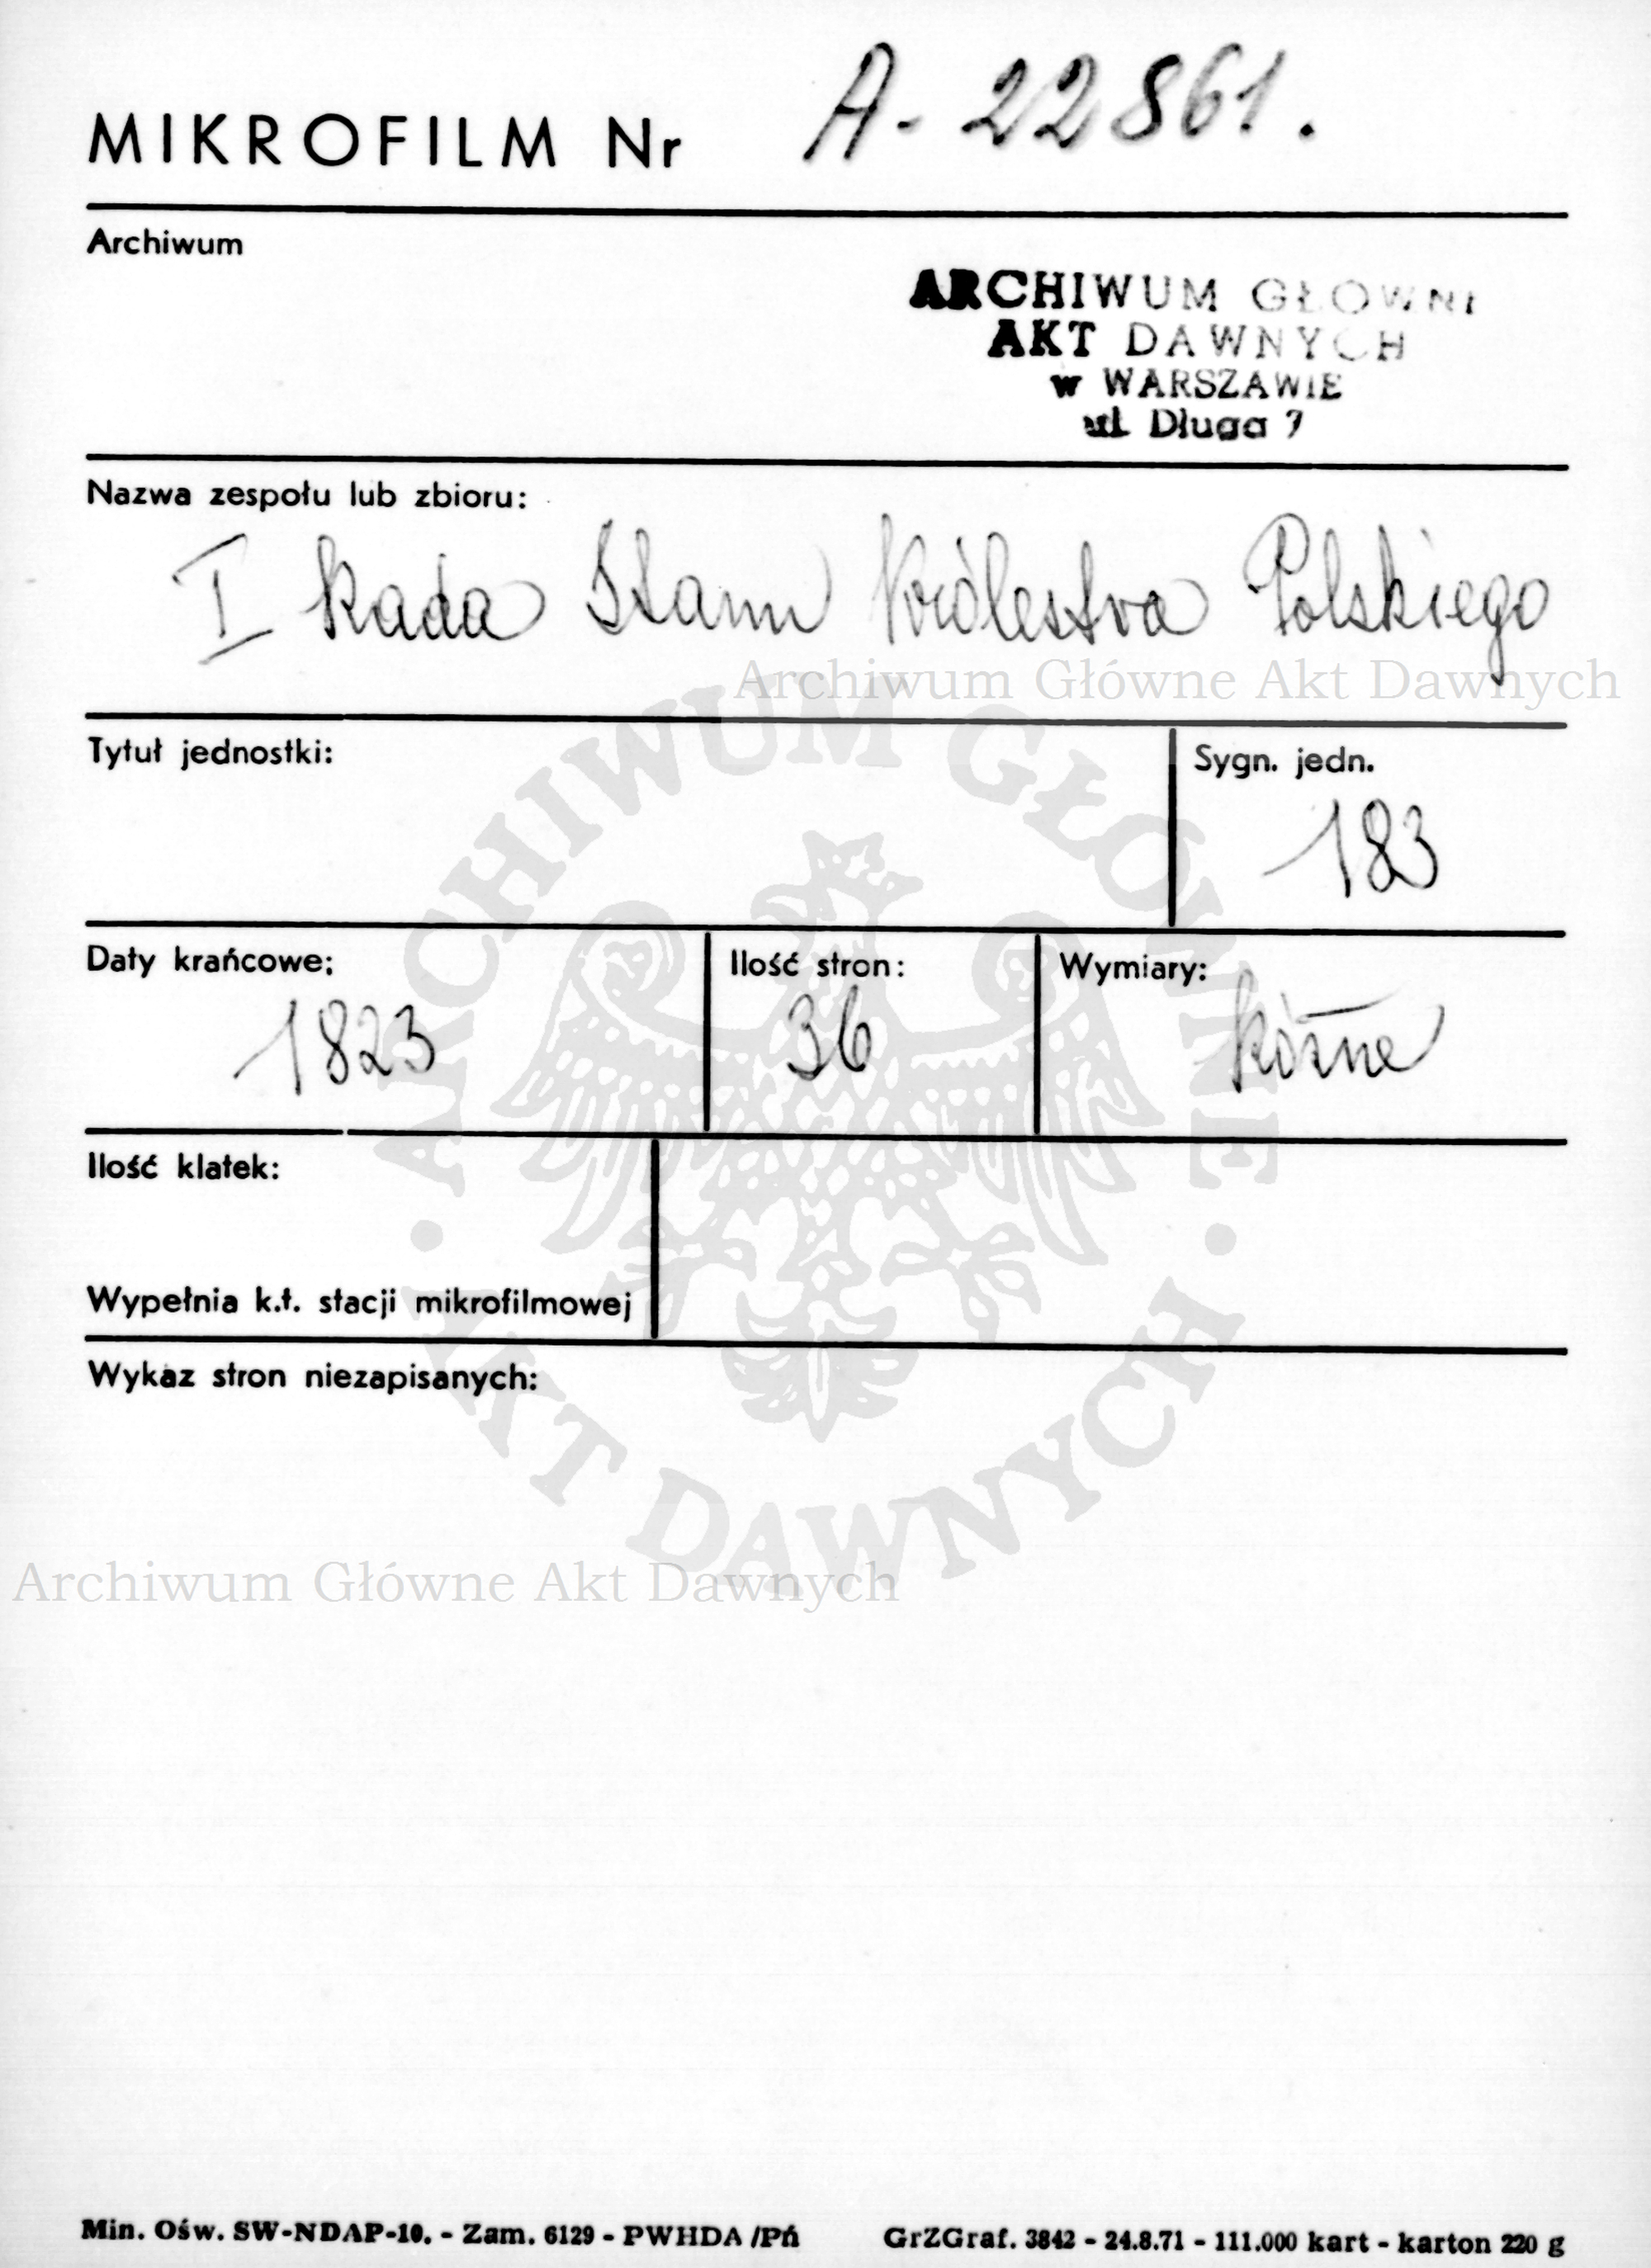 MIKROFILM Nr A-22861.
Archiwum
ARCHIWUM GŁOWNE
AKT DAWNYCH
w WARSZAWIE
ul. Długa 7
Nazwa zespołu lub zbioru:
I Rada Stanu Królestwa Polskiego
Archiwum Główne Akt Dawnych
Tytuł jednostki:
Sygn. jedn.
183
Daty krańcowe:
1823
Ilość stron:
36
Wymiary:
różne
Ilość klatek:
Wypełnia k.t. stacji mikrofilmowej
Wykaz stron niezapisanych:
ARCHIWUM GŁÓWNE · AKT DAWNYCH ·
Archiwum Główne Akt Dawnych
Min. Ośw. SW-NDAP-10. - Zam. 6129 - PWHDA /Pń GrZGraf. 3842 - 24.8.71 - 111.000 kart - karton 220 g